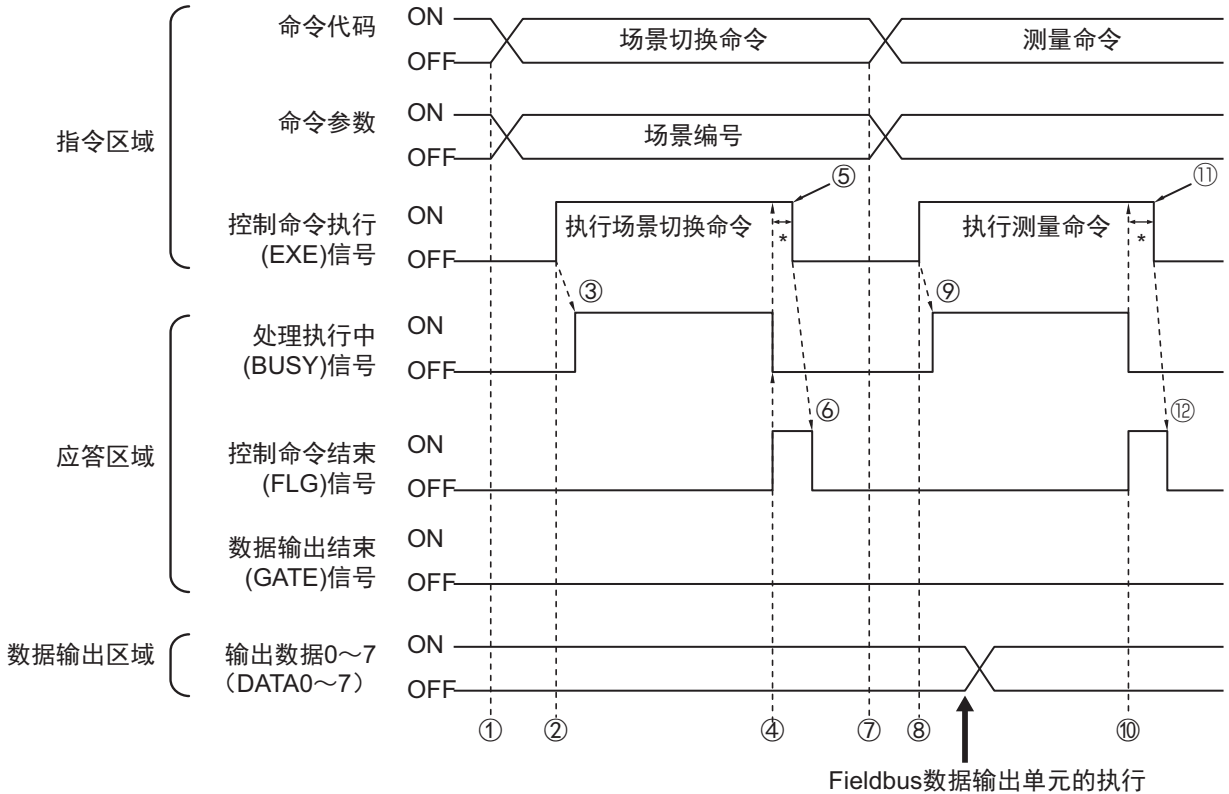 命令代码
ON
OFF
场景切换命令
测量命令
指令区域
命令参数
ON
OFF
场景编号
控制命令执行
(EXE)信号
ON
OFF
执行场景切换命令
*
⑤
执行测量命令
*
⑪
应答区域
处理执行中
(BUSY)信号
ON
OFF
③
⑨
控制命令结束
(FLG)信号
ON
OFF
⑥
⑫
数据输出结束
(GATE)信号
ON
OFF
数据输出区域
输出数据0～7
（DATA0～7）
ON
OFF
① ② ④ ⑦ ⑧ ⑩
Fieldbus数据输出单元的执行